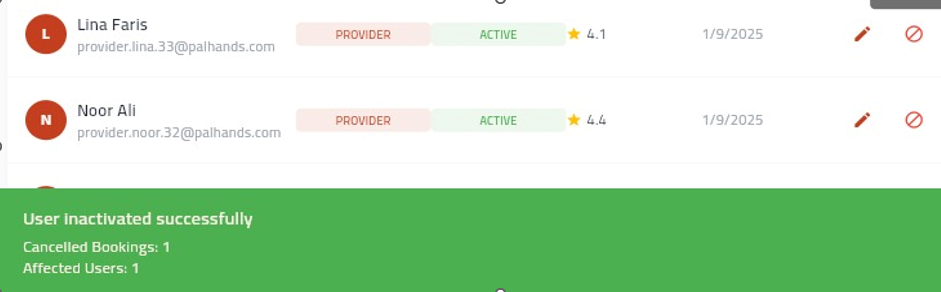 L
Lina Faris
provider.lina.33@palhands.com
PROVIDER
ACTIVE
4.1
1/9/2025
N
Noor Ali
provider.noor.32@palhands.com
PROVIDER
ACTIVE
4.4
1/9/2025
User inactivated successfully
Cancelled Bookings: 1
Affected Users: 1